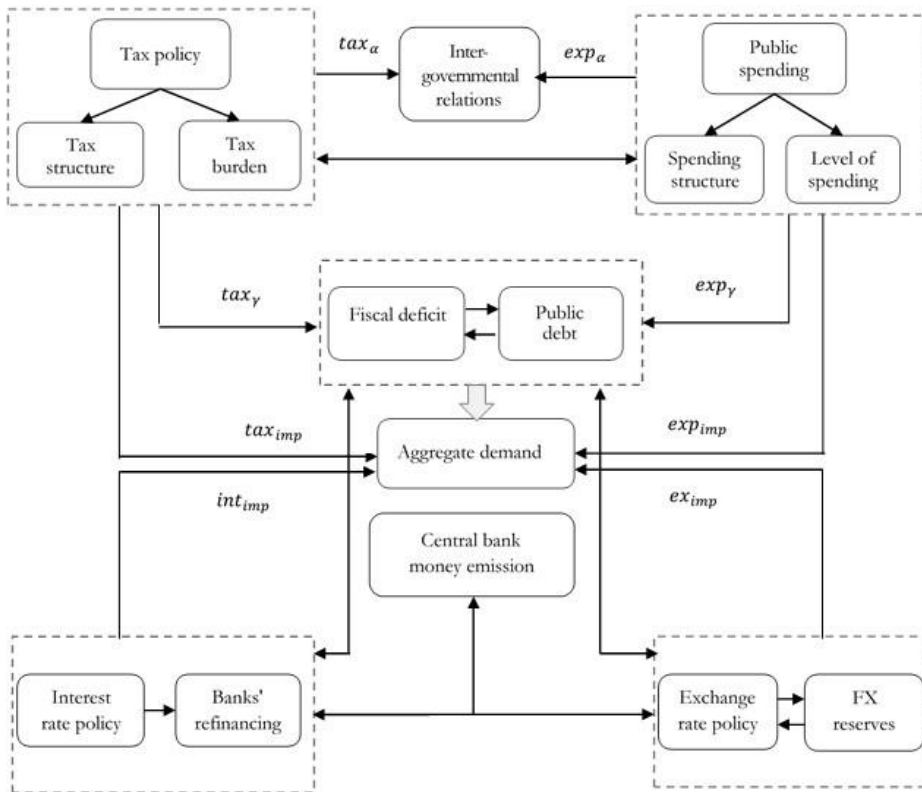 Tax policy
Tax
structure
Tax
burden
tax_α
Inter-
governmental
relations
exp_α
Public
spending
Spending
structure
Level of
spending
tax_γ
Fiscal deficit
Public
debt
exp_γ
tax_imp
Aggregate demand
exp_imp
int_imp
ex_imp
Central bank
money emission
Interest
rate policy
Banks'
refinancing
Exchange
rate policy
FX
reserves